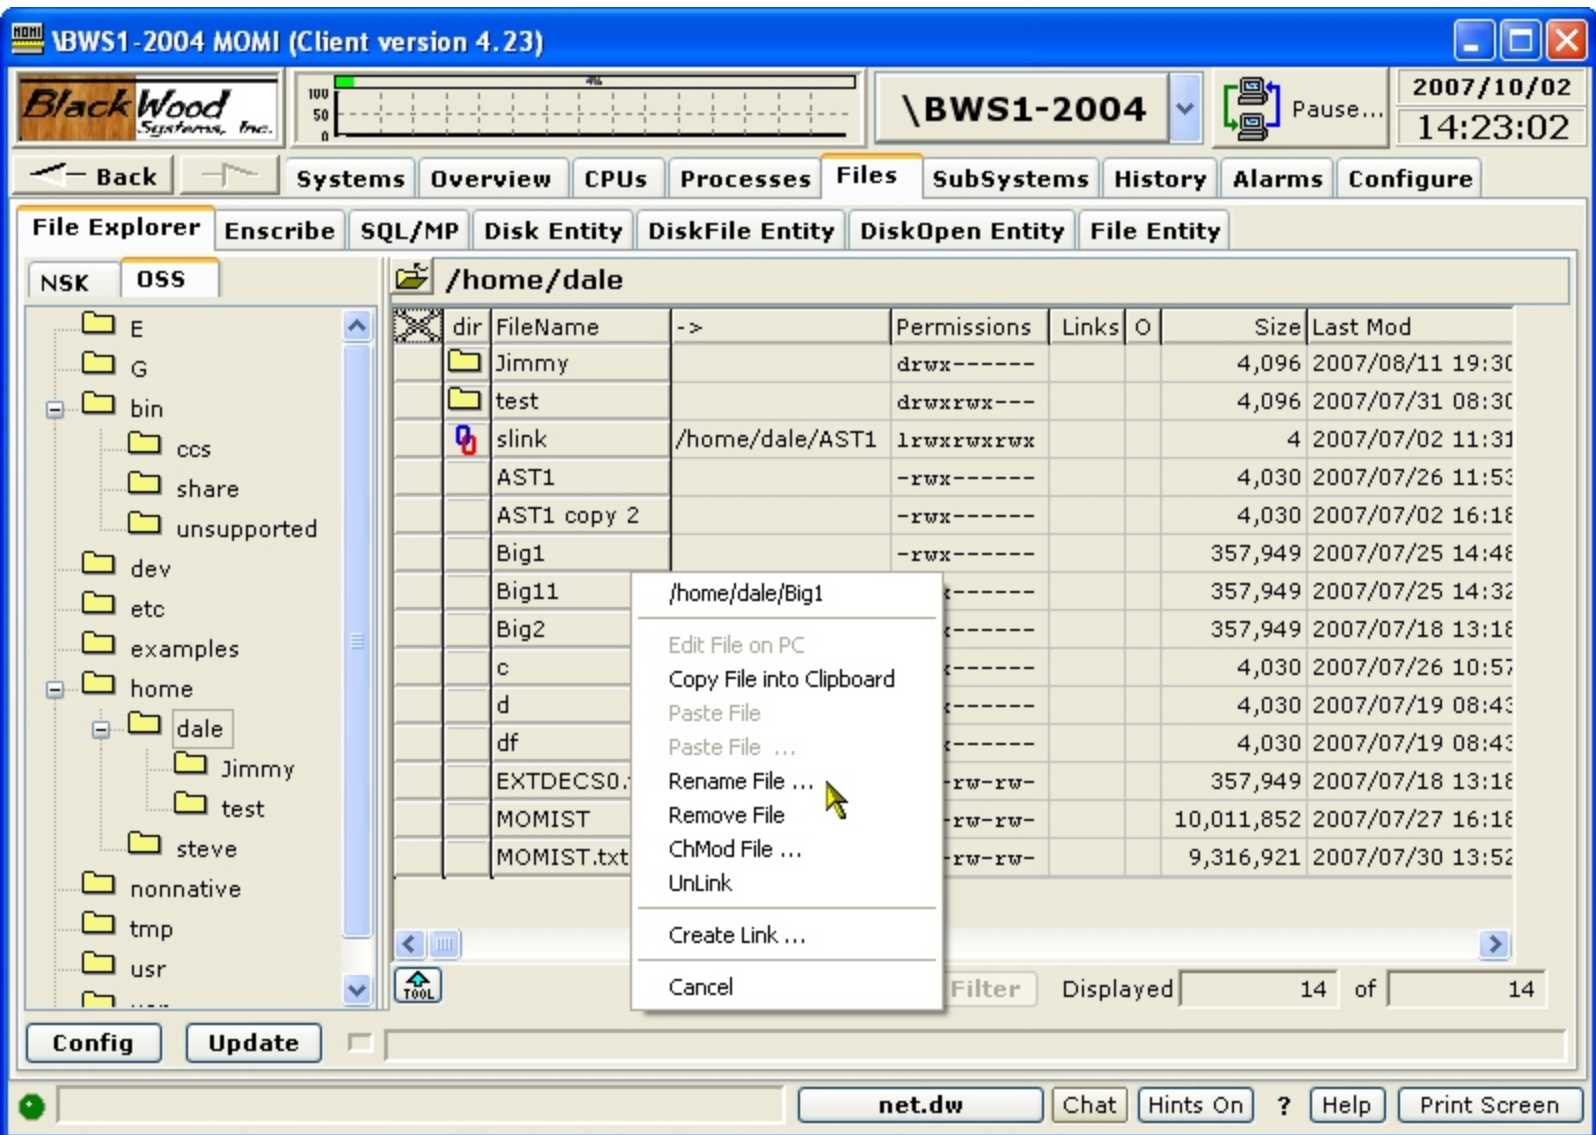 MOMI \BWS1-2004 MOMI (Client version 4.23)
BlackWood Systems, Inc.
100
50
0
4%
\BWS1-2004
Pause...
2007/10/02
14:23:02
Back Systems Overview CPUs Processes Files SubSystems History Alarms Configure
File Explorer Enscribe SQL/MP Disk Entity DiskFile Entity DiskOpen Entity File Entity
NSK OSS
E
G
bin
ccs
share
unsupported
dev
etc
examples
home
dale
Jimmy
test
steve
nonnative
tmp
usr
/home/dale
dir FileName -> Permissions Links O Size Last Mod
Jimmy drwx------ 4,096 2007/08/11 19:30
test drwxrwx--- 4,096 2007/07/31 08:30
slink /home/dale/AST1 lrwxrwxrwx 4 2007/07/02 11:31
AST1 -rwx------ 4,030 2007/07/26 11:53
AST1 copy 2 -rwx------ 4,030 2007/07/02 16:18
Big1 -rwx------ 357,949 2007/07/25 14:48
Big11 ------ 357,949 2007/07/25 14:32
Big2 ------ 357,949 2007/07/18 13:18
c ------ 4,030 2007/07/26 10:57
d ------ 4,030 2007/07/19 08:43
df ------ 4,030 2007/07/19 08:43
EXTDECS0. -rw-rw- 357,949 2007/07/18 13:18
MOMIST -rw-rw- 10,011,852 2007/07/27 16:18
MOMIST.txt -rw-rw- 9,316,921 2007/07/30 13:52
/home/dale/Big1
Edit File on PC
Copy File into Clipboard
Paste File
Paste File ...
Rename File ...
Remove File
ChMod File ...
UnLink
Create Link ...
Cancel
TOOL
Filter Displayed 14 of 14
Config Update
net.dw Chat Hints On ? Help Print Screen